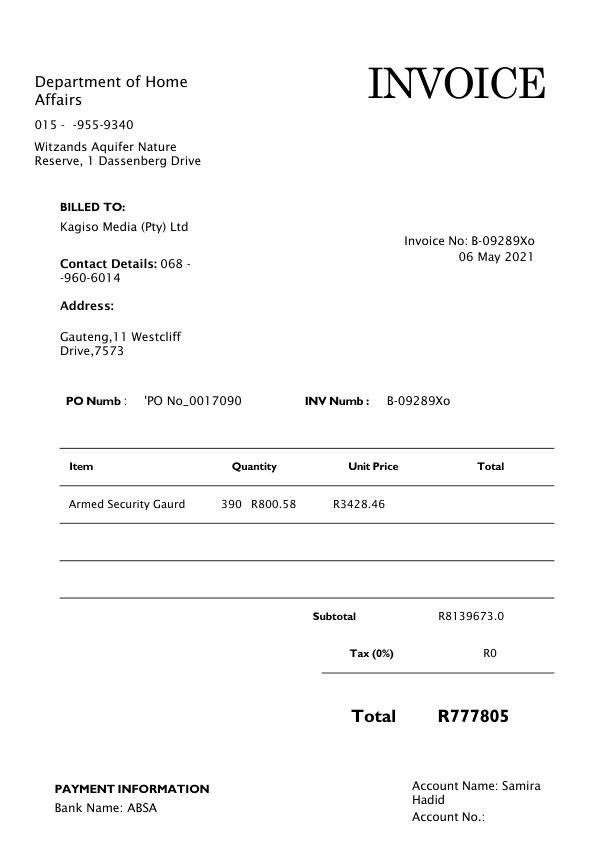 INVOICE
Department of Home
Affairs
015 -  -955-9340
Witzands Aquifer Nature
Reserve, 1 Dassenberg Drive
BILLED TO:
Kagiso Media (Pty) Ltd
Invoice No: B-09289Xo
06 May 2021
Contact Details: 068 -
-960-6014
Address:
Gauteng,11 Westcliff
Drive,7573
PO Numb : 'PO No_0017090 INV Numb : B-09289Xo
Item Quantity Unit Price Total
Armed Security Gaurd 390 R800.58 R3428.46
Subtotal R8139673.0
Tax (0%) R0
Total R777805
PAYMENT INFORMATION
Bank Name: ABSA
Account Name: Samira
Hadid
Account No.: